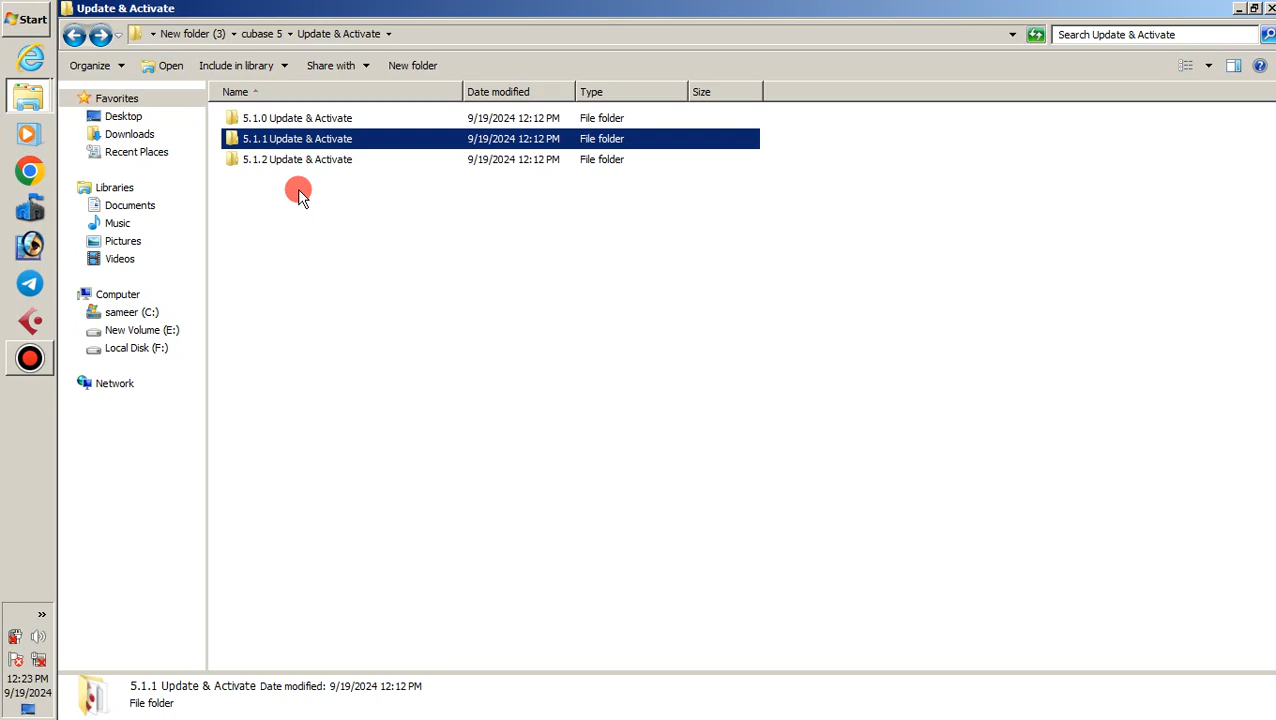 Update & Activate
Start
New folder (3) cubase 5 Update & Activate
Search Update & Activate
Organize Open Include in library Share with New folder
Name Date modified Type Size
5.1.0 Update & Activate 9/19/2024 12:12 PM File folder
5.1.1 Update & Activate 9/19/2024 12:12 PM File folder
5.1.2 Update & Activate 9/19/2024 12:12 PM File folder
Favorites
Desktop
Downloads
Recent Places
Libraries
Documents
Music
Pictures
Videos
Computer
sameer (C:)
New Volume (E:)
Local Disk (F:)
Network
12:23 PM
9/19/2024
5.1.1 Update & Activate Date modified: 9/19/2024 12:12 PM
File folder